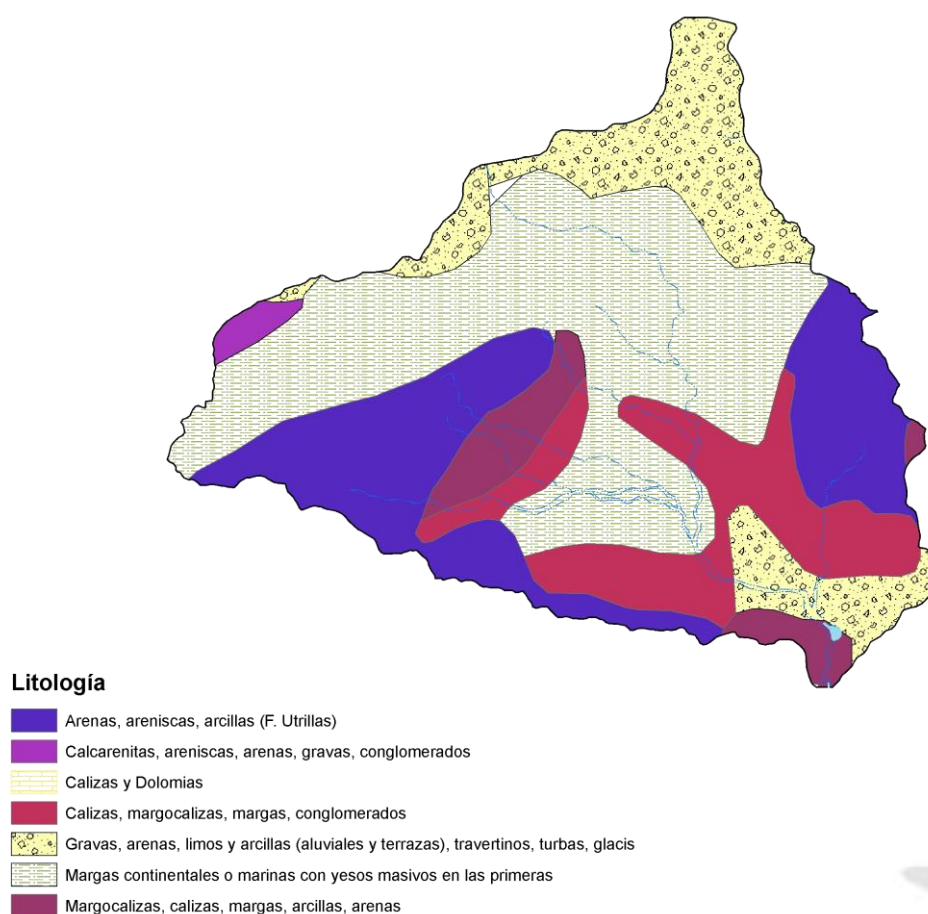 Litología
Arenas, areniscas, arcillas (F. Utrillas)
Calcarenitas, areniscas, arenas, gravas, conglomerados
Calizas y Dolomias
Calizas, margocalizas, margas, conglomerados
Gravas, arenas, limos y arcillas (aluviales y terrazas), travertinos, turbas, glacis
Margas continentales o marinas con yesos masivos en las primeras
Margocalizas, calizas, margas, arcillas, arenas